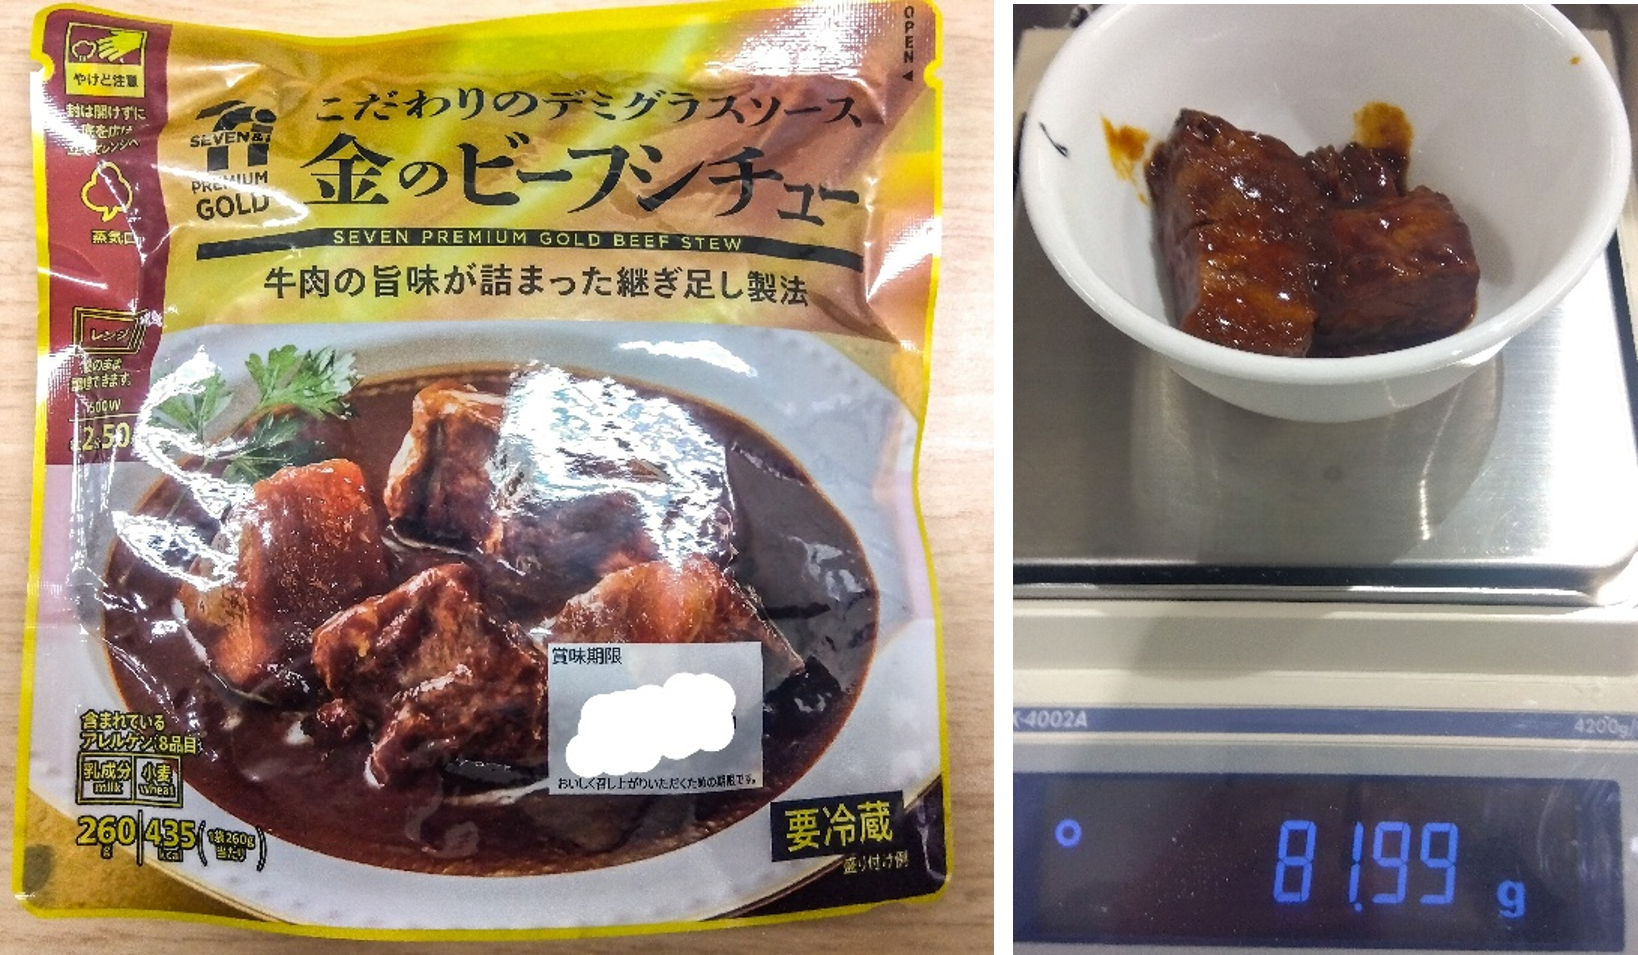 OPEN
やけど注意
封は開けずに
蒸気口
SEVEN&i
PREMIUM
GOLD
こだわりのデミグラスソース
金のビーフシチュー
SEVEN PREMIUM GOLD BEEF STEW
牛肉の旨味が詰まった継ぎ足し製法
レンジ
500W
2:50
賞味期限
おいしく召し上がりいただくための期限です。
含まれている
アレルゲン(8品目)
乳成分 小麦
milk wheat
260g 435kcal (1袋260g当たり)
要冷蔵
盛り付け例
K-4002A
4200g
81.99 g